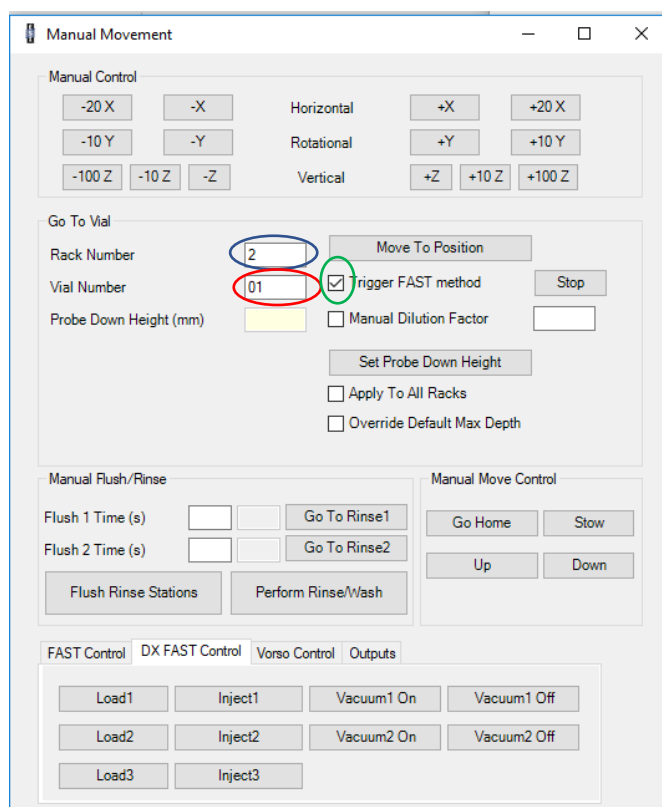 Manual Movement
Manual Control
-20 X -X Horizontal +X +20 X
-10 Y -Y Rotational +Y +10 Y
-100 Z -10 Z -Z Vertical +Z +10 Z +100 Z
Go To Vial
Rack Number 2 Move To Position
Vial Number 01 Trigger FAST method Stop
Probe Down Height (mm) Manual Dilution Factor
Set Probe Down Height
Apply To All Racks
Override Default Max Depth
Manual Flush/Rinse Manual Move Control
Flush 1 Time (s) Go To Rinse1 Go Home Stow
Flush 2 Time (s) Go To Rinse2 Up Down
Flush Rinse Stations Perform Rinse/Wash
FAST Control DX FAST Control Vorso Control Outputs
Load1 Inject1 Vacuum1 On Vacuum1 Off
Load2 Inject2 Vacuum2 On Vacuum2 Off
Load3 Inject3